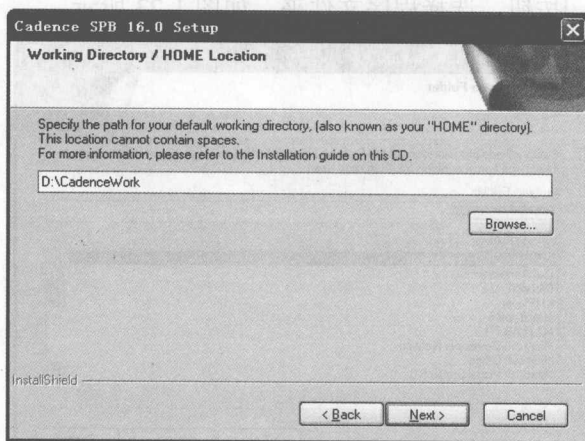 Cadence SPB 16.0 Setup
Working Directory / HOME Location
Specify the path for your default working directory, (also known as your "HOME" directory).
This location cannot contain spaces.
For more information, please refer to the Installation guide on this CD.
D:\CadenceWork
Browse...
InstallShield
< Back
Next >
Cancel